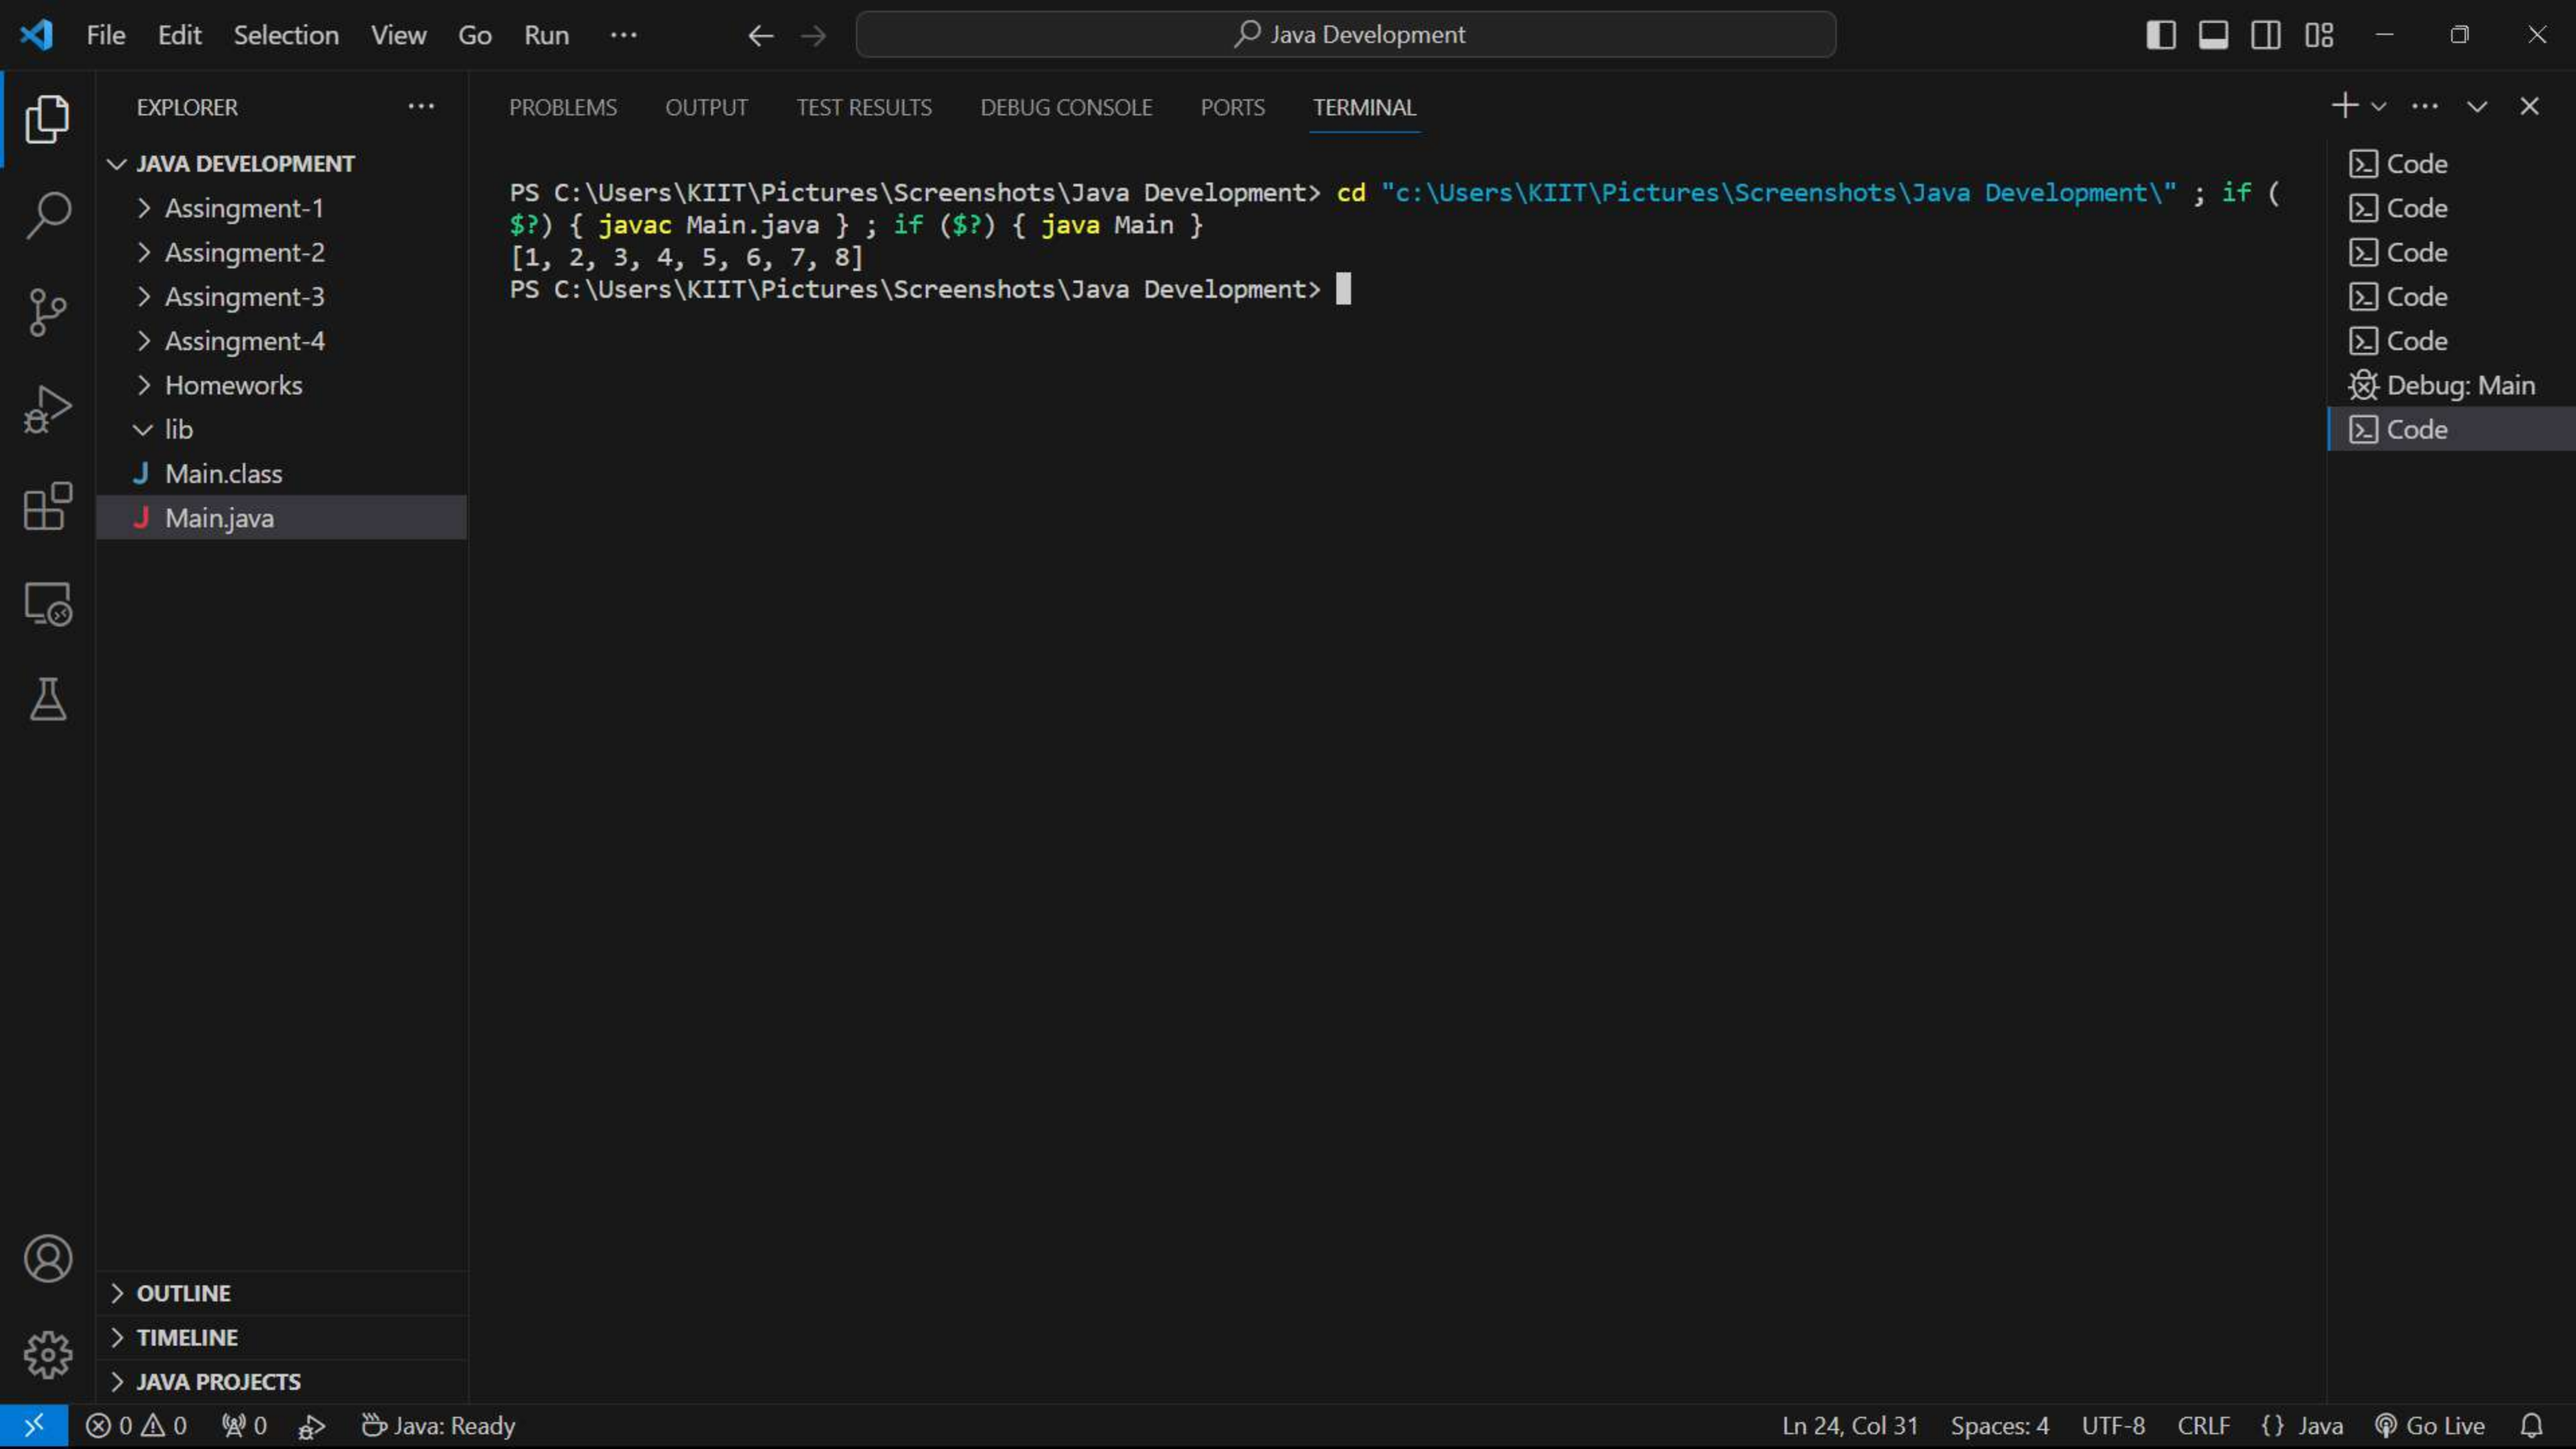 File Edit Selection View Go Run ···
Java Development
EXPLORER ···
JAVA DEVELOPMENT
Assingment-1
Assingment-2
Assingment-3
Assingment-4
Homeworks
lib
Main.class
Main.java
OUTLINE
TIMELINE
JAVA PROJECTS
PROBLEMS OUTPUT TEST RESULTS DEBUG CONSOLE PORTS TERMINAL
PS C:\Users\KIIT\Pictures\Screenshots\Java Development> cd "c:\Users\KIIT\Pictures\Screenshots\Java Development\" ; if (
$?) { javac Main.java } ; if ($?) { java Main }
[1, 2, 3, 4, 5, 6, 7, 8]
PS C:\Users\KIIT\Pictures\Screenshots\Java Development>
Code
Code
Code
Code
Code
Debug: Main
Code
0 0 0 Java: Ready Ln 24, Col 31 Spaces: 4 UTF-8 CRLF {} Java Go Live